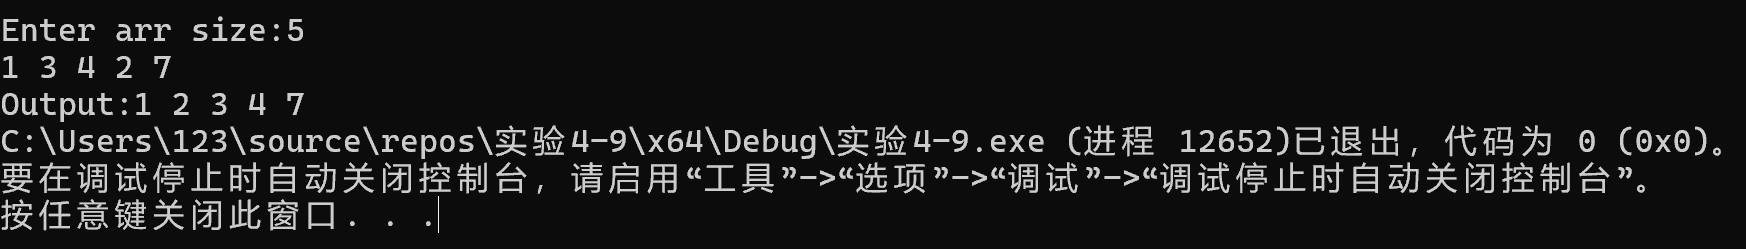 Enter arr size:5
1 3 4 2 7
Output:1 2 3 4 7
C:\Users\123\source\repos\实验4-9\x64\Debug\实验4-9.exe (进程 12652)已退出，代码为 0 (0x0)。
要在调试停止时自动关闭控制台，请启用“工具”->“选项”->“调试”->“调试停止时自动关闭控制台”。
按任意键关闭此窗口. . .